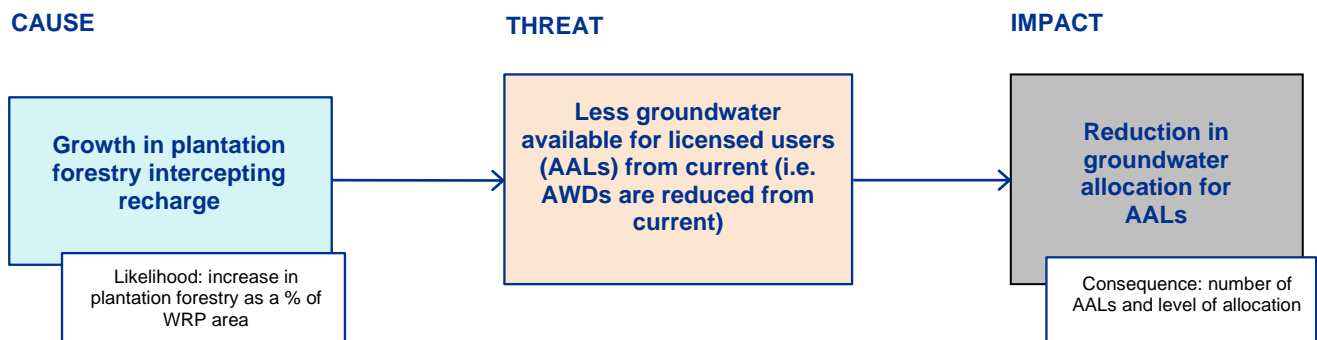 CAUSE
THREAT
IMPACT
Growth in plantation
forestry intercepting
recharge
Likelihood: increase in
plantation forestry as a % of
WRP area
Less groundwater
available for licensed users
(AALs) from current (i.e.
AWDs are reduced from
current)
Reduction in
groundwater
allocation for
AALs
Consequence: number of
AALs and level of allocation